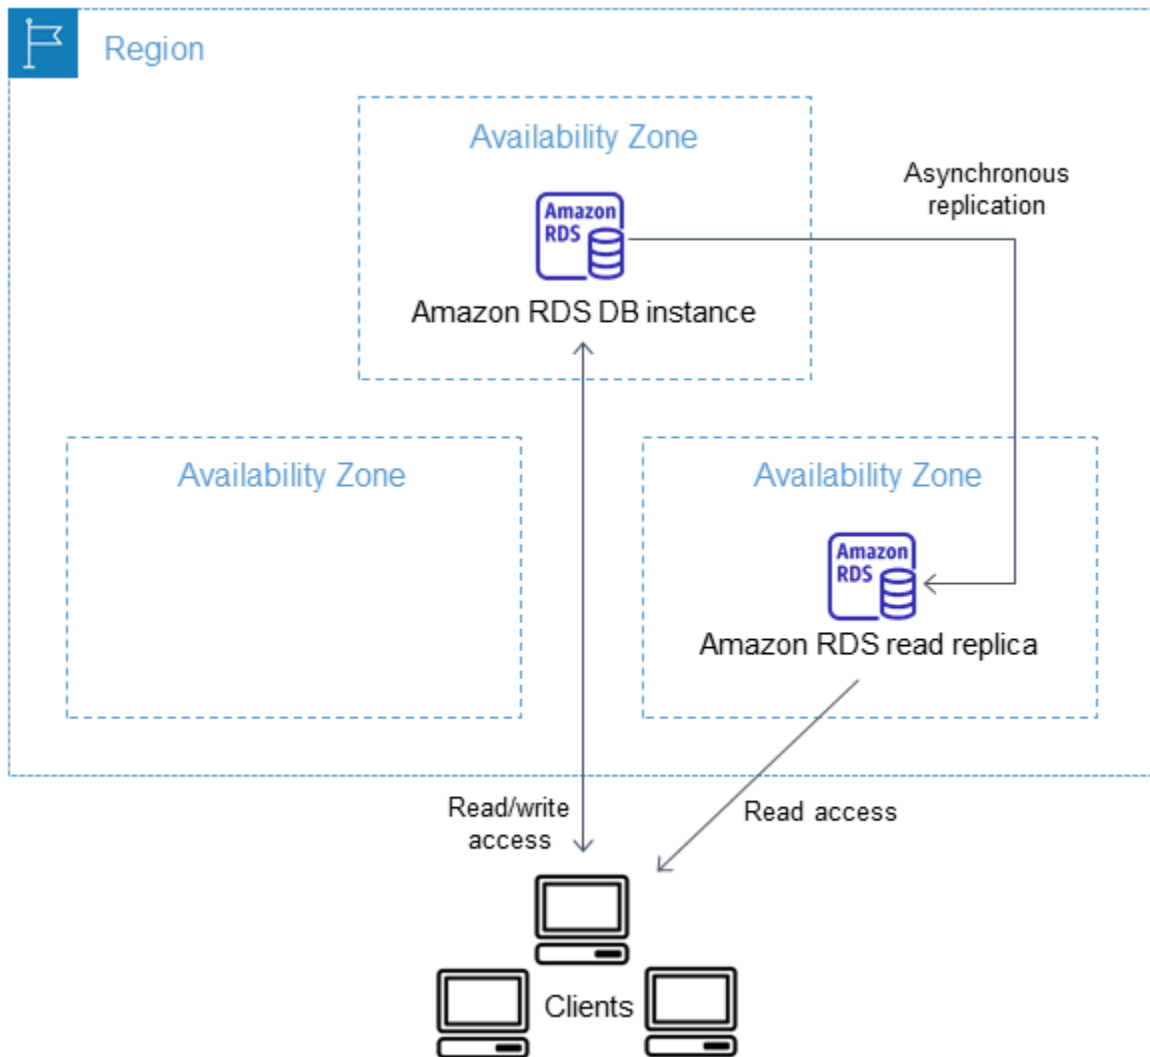 Region
Availability Zone
Asynchronous
replication
Amazon
RDS
Amazon RDS DB instance
Availability Zone
Availability Zone
Amazon
RDS
Amazon RDS read replica
Read/write
access
Read access
Clients